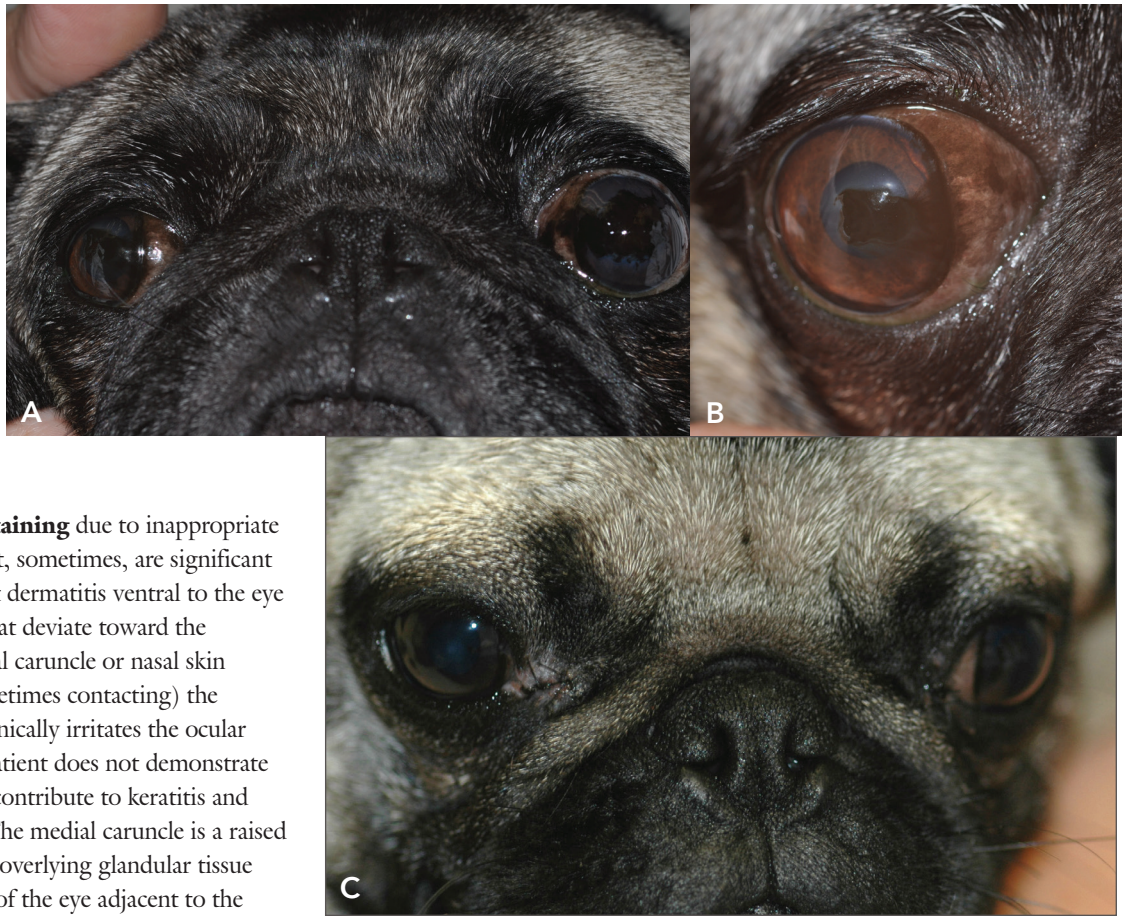 A
B
taining due to inappropriate
t, sometimes, are significant
t dermatitis ventral to the eye
at deviate toward the
al caruncle or nasal skin
etimes contacting) the
nically irritates the ocular
atient does not demonstrate
contribute to keratitis and
he medial caruncle is a raised
overlying glandular tissue
of the eye adjacent to the
C